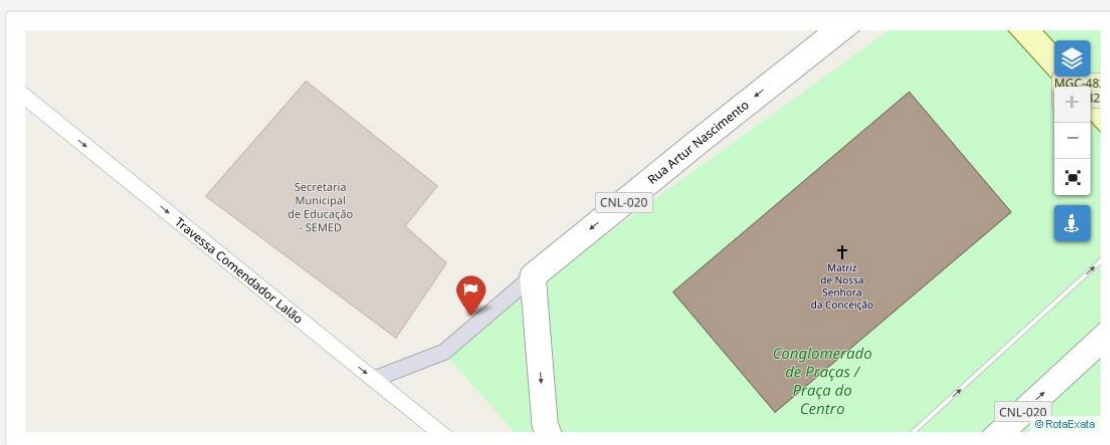 MGC-48
82
Rua Artur Nascimento
CNL-020
Secretaria
Municipal
de Educação
- SEMED
Travessa Comendador Lalão
Matriz
de Nossa
Senhora
da Conceição
Conglomerado
de Praças /
Praça do
Centro
CNL-020
© RotaExata